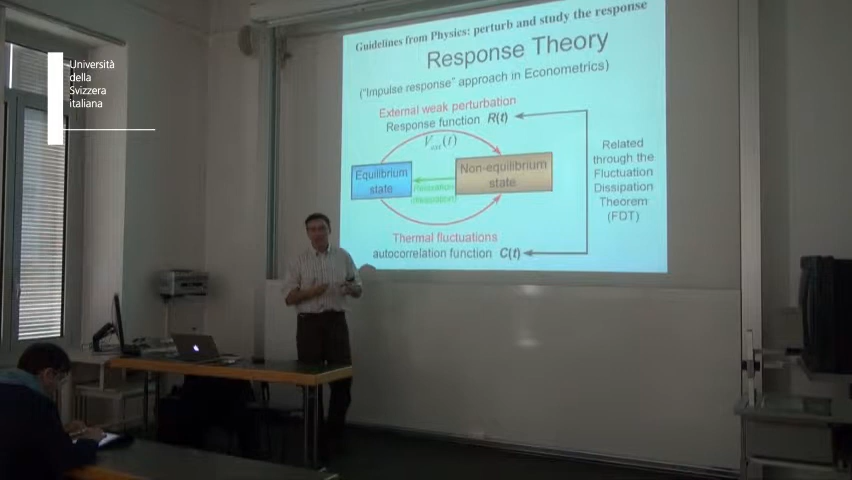 Università
della
Svizzera
italiana
Guidelines from Physics: perturb and study the response
Response Theory
("Impulse response" approach in Econometrics)
External weak perturbation
Response function R(t)
V ext (t)
Equilibrium
state
Non-equilibrium
state
Relaxation
(dissipation)
Thermal fluctuations
autocorrelation function C(t)
Related
through the
Fluctuation
Dissipation
Theorem
(FDT)